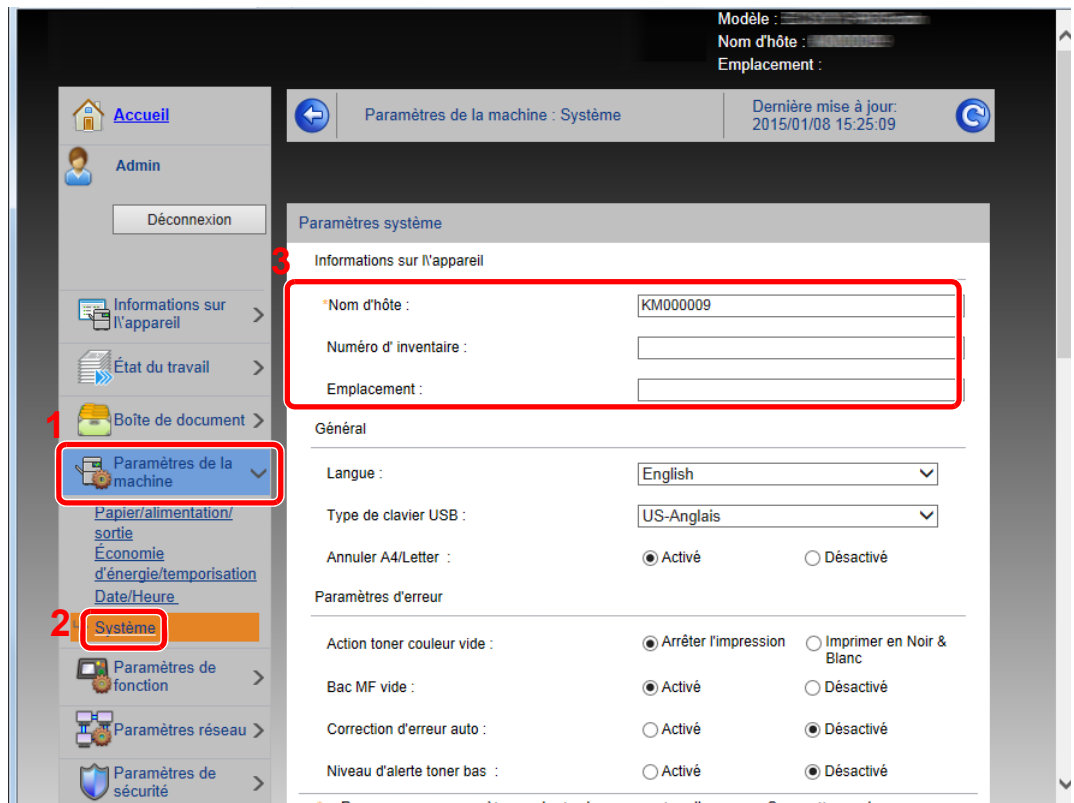 Modèle :
Nom d'hôte :
Emplacement :
Accueil
Paramètres de la machine : Système
Dernière mise à jour:
2015/01/08 15:25:09
Admin
Déconnexion
Paramètres système
3
Informations sur l\'appareil
*Nom d'hôte :
KM000009
Numéro d' inventaire :
Emplacement :
Informations sur
l\'appareil
État du travail
1
Boîte de document
Paramètres de la
machine
Papier/alimentation/
sortie
Économie
d'énergie/temporisation
Date/Heure
2
Système
Paramètres de
fonction
Paramètres réseau
Paramètres de
sécurité
Général
Langue :
English
Type de clavier USB :
US-Anglais
Annuler A4/Letter :
Activé
Désactivé
Paramètres d'erreur
Action toner couleur vide :
Arrêter l'impression
Imprimer en Noir &
Blanc
Bac MF vide :
Activé
Désactivé
Correction d'erreur auto :
Activé
Désactivé
Niveau d'alerte toner bas :
Activé
Désactivé